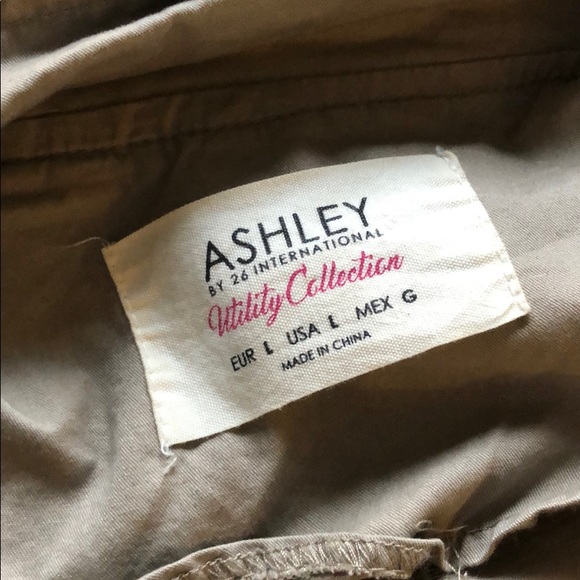 ASHLEY
BY 26 INTERNATIONAL
Utility Collection
EUR L USA L MEX G
MADE IN CHINA